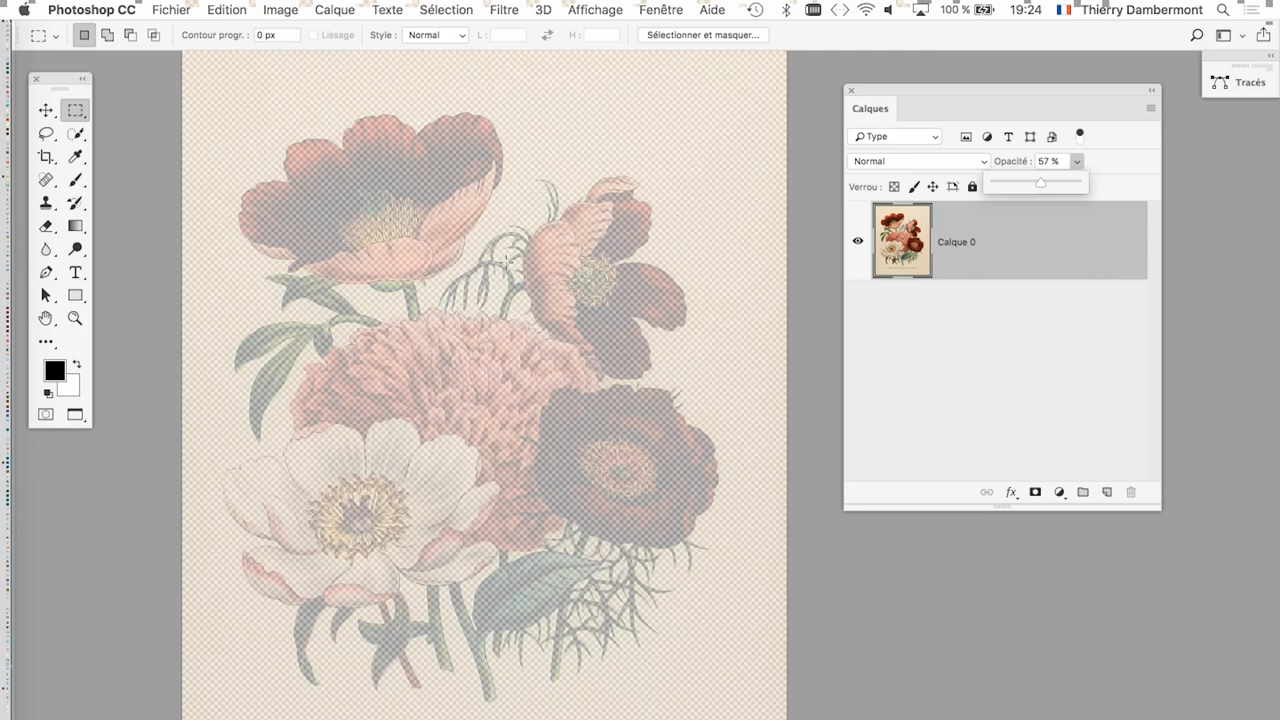 Photoshop CC Fichier Edition Image Calque Texte Sélection Filtre 3D Affichage Fenêtre Aide 100 % 19:24 Thierry Dambermont
Contour progr. : 0 px Lissage Style : Normal L : H : Sélectionner et masquer...
Tracés
Calques
Type
Normal Opacité : 57 %
Verrou :
Calque 0
fx